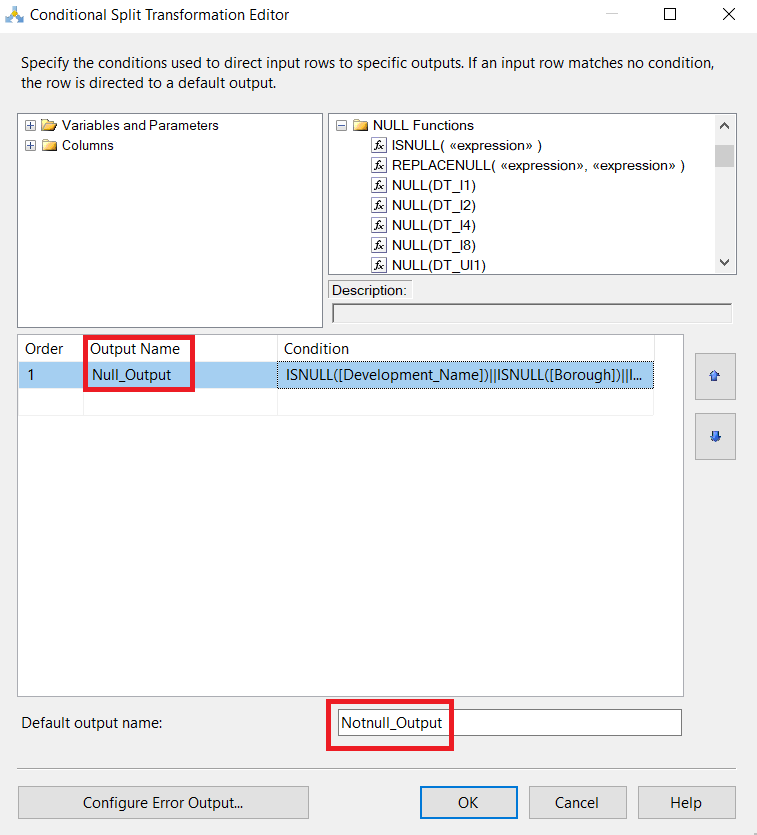 Conditional Split Transformation Editor
Specify the conditions used to direct input rows to specific outputs. If an input row matches no condition,
the row is directed to a default output.
Variables and Parameters
Columns
NULL Functions
ISNULL( «expression» )
REPLACENULL( «expression», «expression» )
NULL(DT_I1)
NULL(DT_I2)
NULL(DT_I4)
NULL(DT_I8)
NULL(DT_UI1)
Description:
Order Output Name Condition
1 Null_Output ISNULL([Development_Name])||ISNULL([Borough])||I...
Default output name: Notnull_Output
Configure Error Output... OK Cancel Help